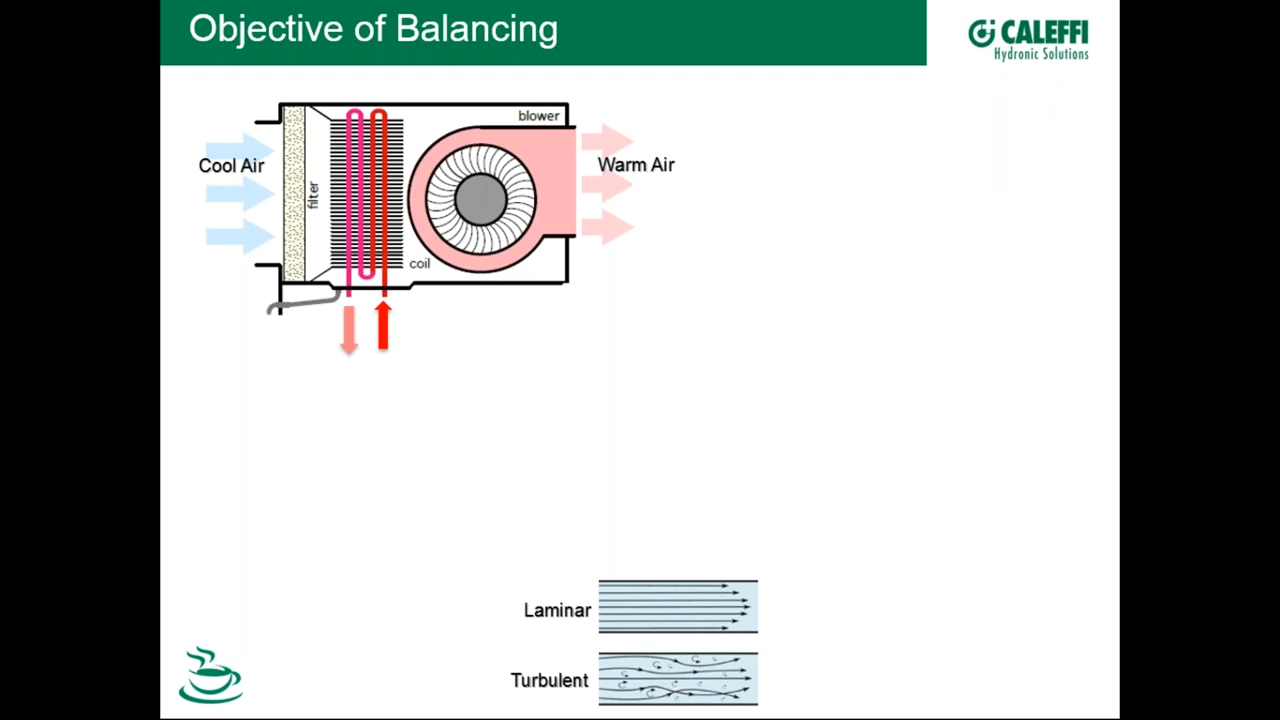 Objective of Balancing
CALEFFI
Hydronic Solutions
blower
Cool Air
Warm Air
filter
coil
Laminar
Turbulent